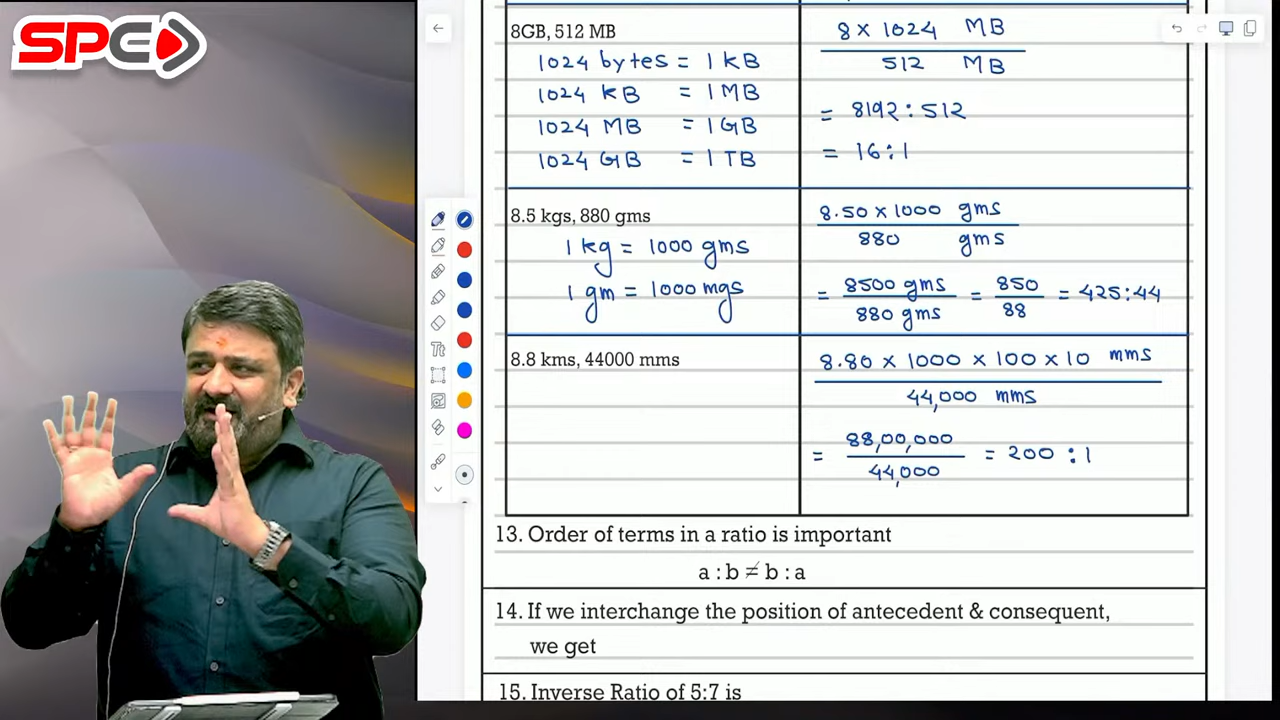 SPC
8GB, 512 MB
1024 bytes = 1 KB
1024 KB = 1 MB
1024 MB = 1 GB
1024 GB = 1 TB
8 × 1024 MB
512 MB
= 8192 : 512
= 16 : 1
8.5 kgs, 880 gms
1 kg = 1000 gms
1 gm = 1000 mgs
8.50 × 1000 gms
880 gms
= 8500 gms / 880 gms = 850 / 88 = 425 : 44
8.8 kms, 44000 mms
8.80 × 1000 × 100 × 10 mms
44,000 mms
= 88,00,000 / 44,000 = 200 : 1
13. Order of terms in a ratio is important
a : b ≠ b : a
14. If we interchange the position of antecedent & consequent,
we get
15. Inverse Ratio of 5:7 is
Tt